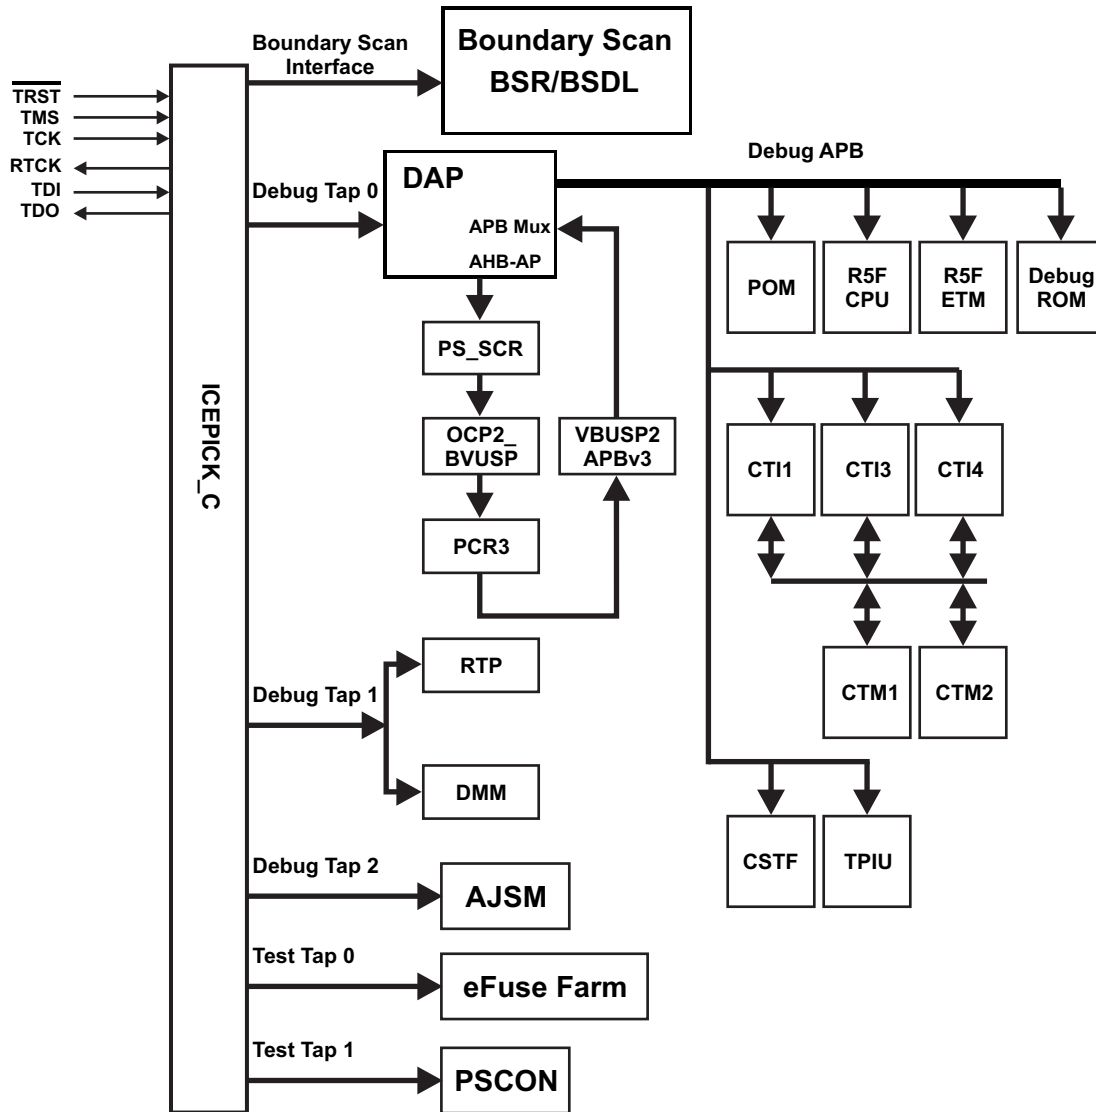 Boundary Scan
Interface
Boundary Scan
BSR/BSDL
TRST
TMS
TCK
RTCK
TDI
TDO
ICEPICK_C
Debug Tap 0
DAP
APB Mux
AHB-AP
Debug APB
POM
R5F
CPU
R5F
ETM
Debug
ROM
PS_SCR
OCP2_
BVUSP
VBUSP2
APBv3
PCR3
CTI1
CTI3
CTI4
CTM1
CTM2
Debug Tap 1
RTP
DMM
CSTF
TPIU
Debug Tap 2
AJSM
Test Tap 0
eFuse Farm
Test Tap 1
PSCON